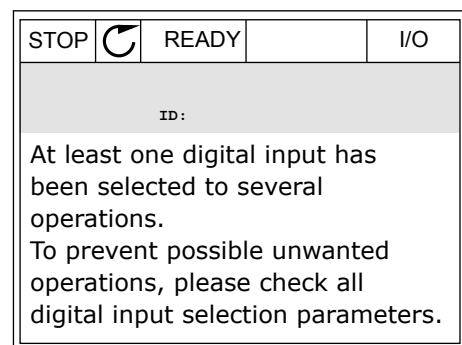 STOP READY I/O
ID:
At least one digital input has
been selected to several
operations.
To prevent possible unwanted
operations, please check all
digital input selection parameters.